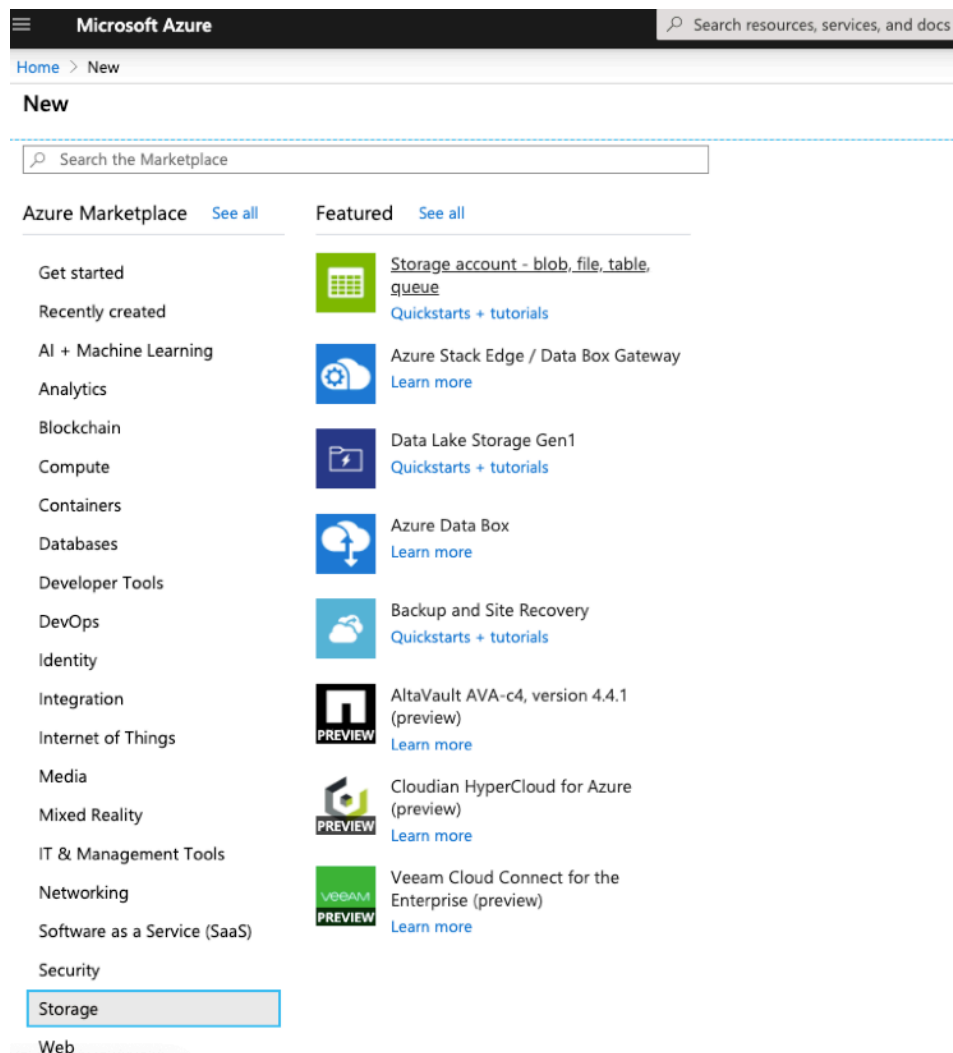 Microsoft Azure
Search resources, services, and docs
Home > New
New
Search the Marketplace
Azure Marketplace See all
Get started
Recently created
AI + Machine Learning
Analytics
Blockchain
Compute
Containers
Databases
Developer Tools
DevOps
Identity
Integration
Internet of Things
Media
Mixed Reality
IT & Management Tools
Networking
Software as a Service (SaaS)
Security
Storage
Web
Featured See all
Storage account - blob, file, table,
queue
Quickstarts + tutorials
Azure Stack Edge / Data Box Gateway
Learn more
Data Lake Storage Gen1
Quickstarts + tutorials
Azure Data Box
Learn more
Backup and Site Recovery
Quickstarts + tutorials
PREVIEW
AltaVault AVA-c4, version 4.4.1
(preview)
Learn more
PREVIEW
Cloudian HyperCloud for Azure
(preview)
Learn more
veeAM
PREVIEW
Veeam Cloud Connect for the
Enterprise (preview)
Learn more